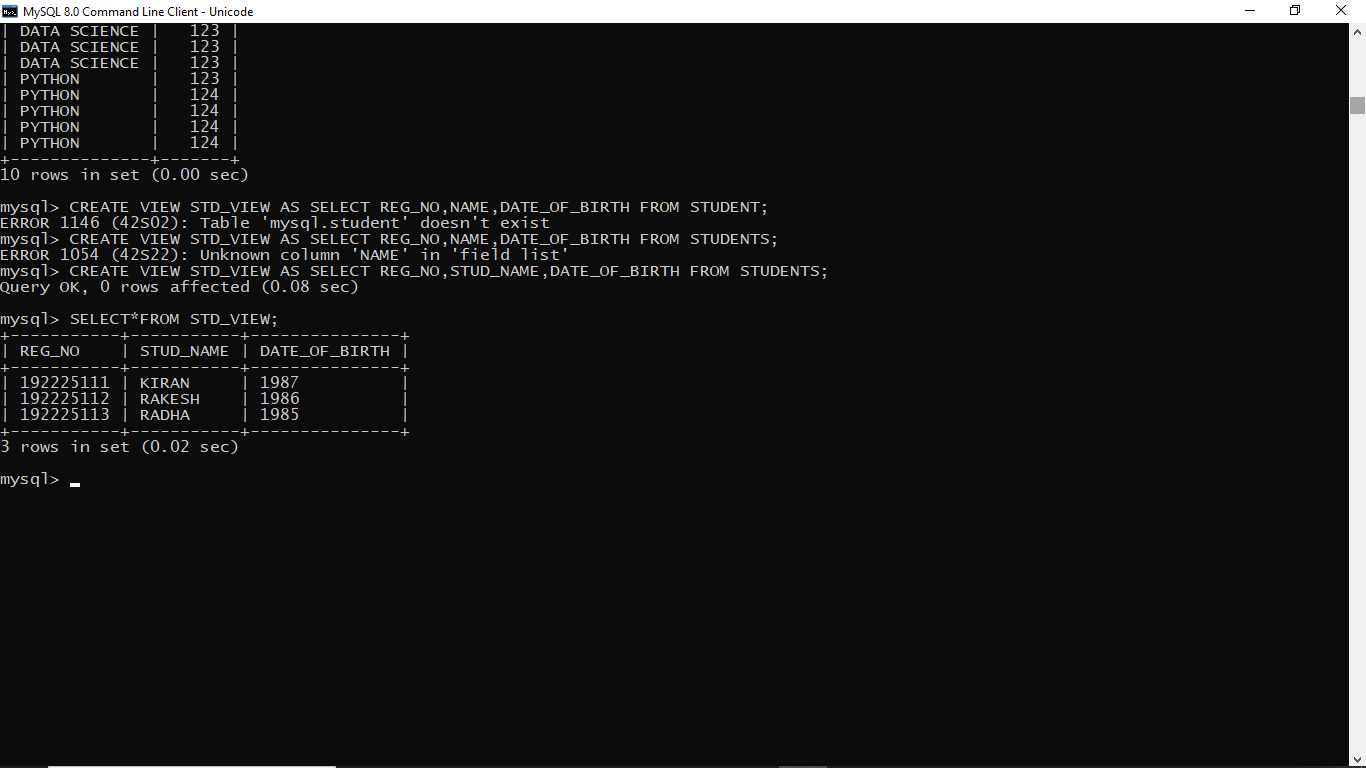 MySQL 8.0 Command Line Client - Unicode
| DATA SCIENCE |   123 |
| DATA SCIENCE |   123 |
| DATA SCIENCE |   123 |
| PYTHON       |   123 |
| PYTHON       |   124 |
| PYTHON       |   124 |
| PYTHON       |   124 |
| PYTHON       |   124 |
+--------------+-------+
10 rows in set (0.00 sec)

mysql> CREATE VIEW STD_VIEW AS SELECT REG_NO,NAME,DATE_OF_BIRTH FROM STUDENT;
ERROR 1146 (42S02): Table 'mysql.student' doesn't exist
mysql> CREATE VIEW STD_VIEW AS SELECT REG_NO,NAME,DATE_OF_BIRTH FROM STUDENTS;
ERROR 1054 (42S22): Unknown column 'NAME' in 'field list'
mysql> CREATE VIEW STD_VIEW AS SELECT REG_NO,STUD_NAME,DATE_OF_BIRTH FROM STUDENTS;
Query OK, 0 rows affected (0.08 sec)

mysql> SELECT*FROM STD_VIEW;
+-----------+-----------+---------------+
| REG_NO    | STUD_NAME | DATE_OF_BIRTH |
+-----------+-----------+---------------+
| 192225111 | KIRAN     | 1987          |
| 192225112 | RAKESH    | 1986          |
| 192225113 | RADHA     | 1985          |
+-----------+-----------+---------------+
3 rows in set (0.02 sec)

mysql> _